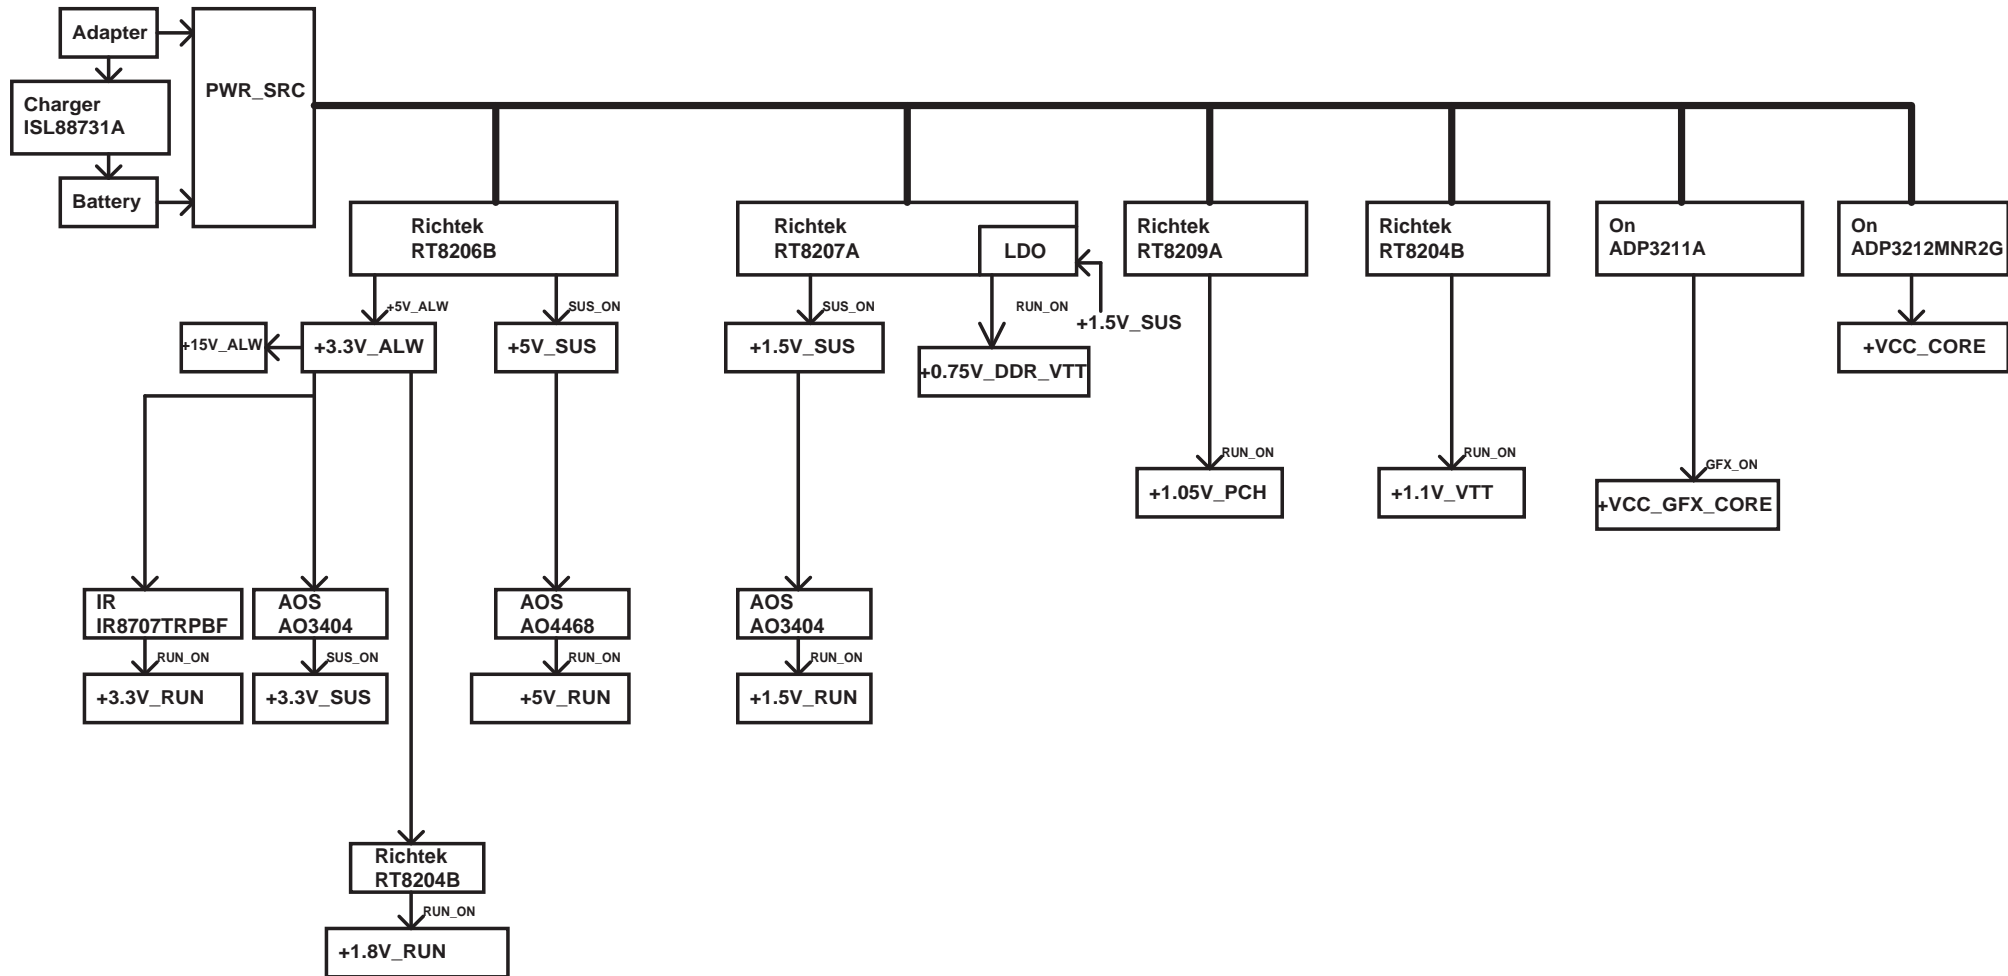 Adapter
PWR_SRC
Charger
ISL88731A
Battery
Richtek
RT8206B
Richtek
RT8207A
LDO
Richtek
RT8209A
Richtek
RT8204B
On
ADP3211A
On
ADP3212MNR2G
+5V_ALW
SUS_ON
SUS_ON
RUN_ON
+1.5V_SUS
+15V_ALW
+3.3V_ALW
+5V_SUS
+1.5V_SUS
+0.75V_DDR_VTT
+VCC_CORE
RUN_ON
RUN_ON
GFX_ON
+1.05V_PCH
+1.1V_VTT
+VCC_GFX_CORE
IR
IR8707TRPBF
AOS
AO3404
AOS
AO4468
AOS
AO3404
RUN_ON
SUS_ON
RUN_ON
RUN_ON
+3.3V_RUN
+3.3V_SUS
+5V_RUN
+1.5V_RUN
Richtek
RT8204B
RUN_ON
+1.8V_RUN